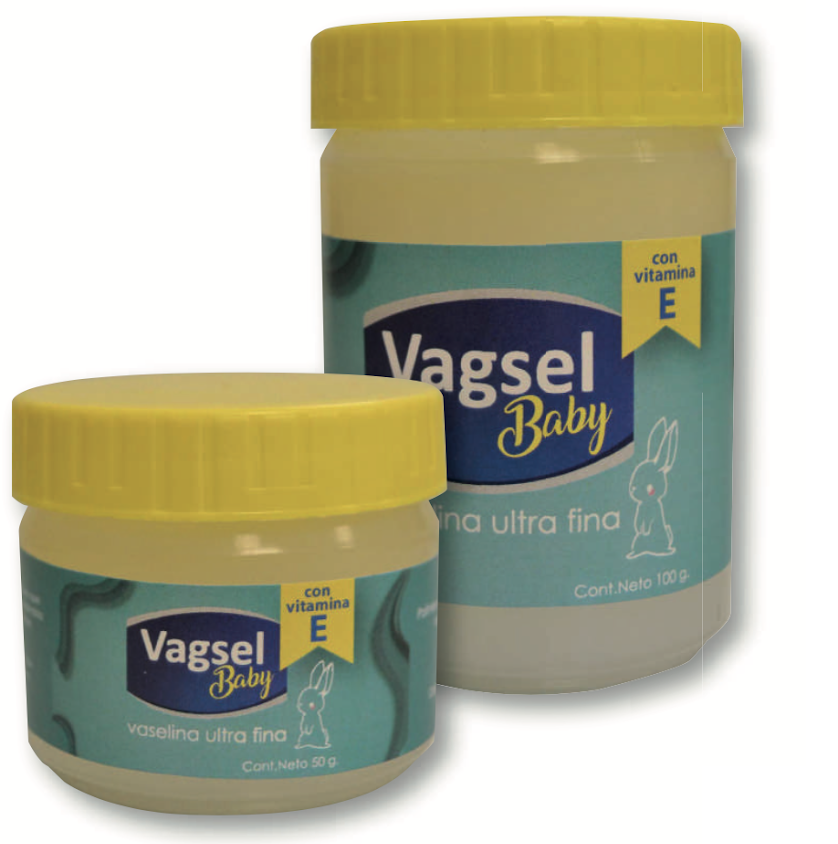 con
vitamina
E
Vagsel
Baby
ultra fina
Cont.Neto 100 g.
con
vitamina
E
Vagsel
Baby
vaselina ultra fina
Cont.Neto 50 g.